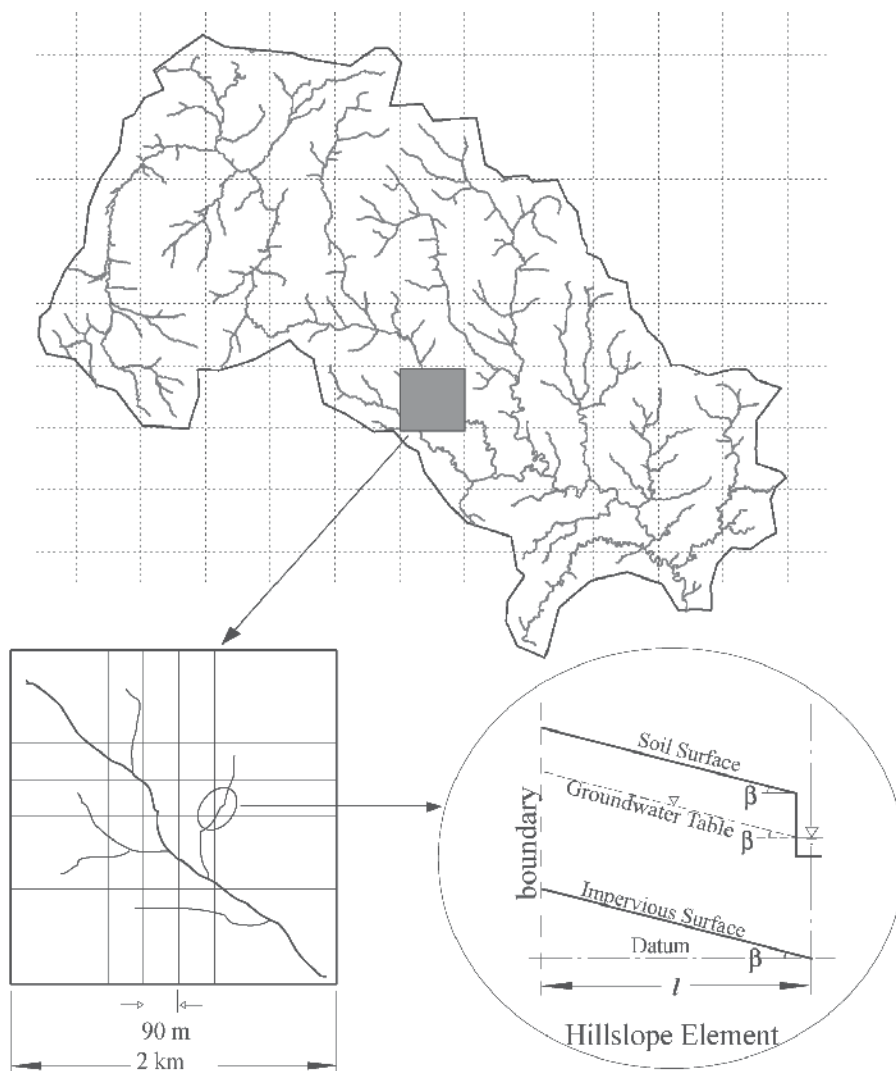 Soil Surface
β
Groundwater Table
β
boundary
Impervious Surface
Datum
β
l
Hillslope Element
90 m
2 km